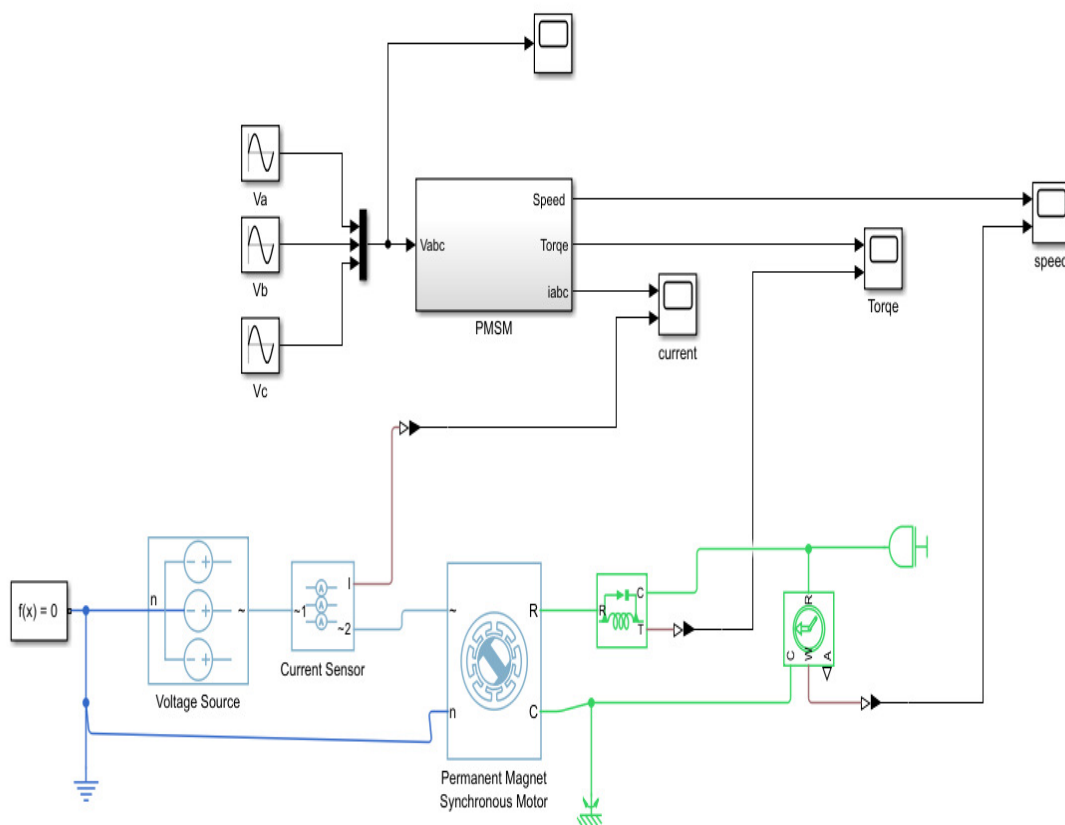 Va
Vb
Vc
Vabc
Speed
Torqe
iabc
PMSM
speed
Torqe
current
f(x) = 0
n
~
Voltage Source
~1
I
~2
A
A
A
Current Sensor
~
n
R
C
Permanent Magnet
Synchronous Motor
R
C
T
R
C
W
A